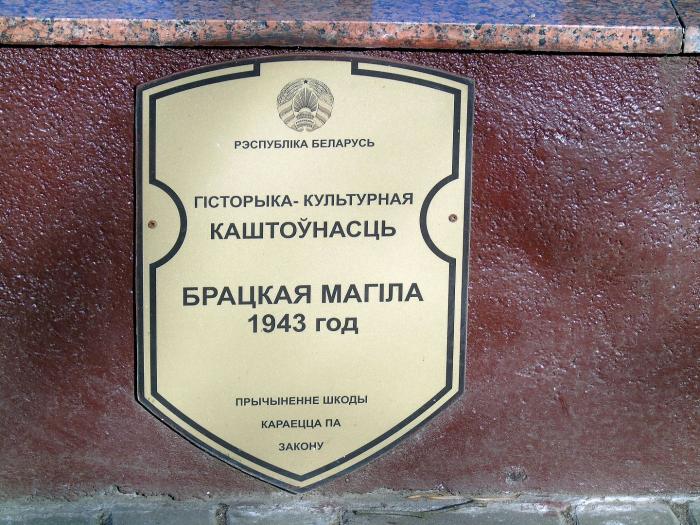 РЭСПУБЛІКА БЕЛАРУСЬ
ГІСТОРЫКА- КУЛЬТУРНАЯ
КАШТОЎНАСЦЬ
БРАЦКАЯ МАГІЛА
1943 год
ПРЫЧЫНЕННЕ ШКОДЫ
КАРАЕЦЦА ПА
ЗАКОНУ